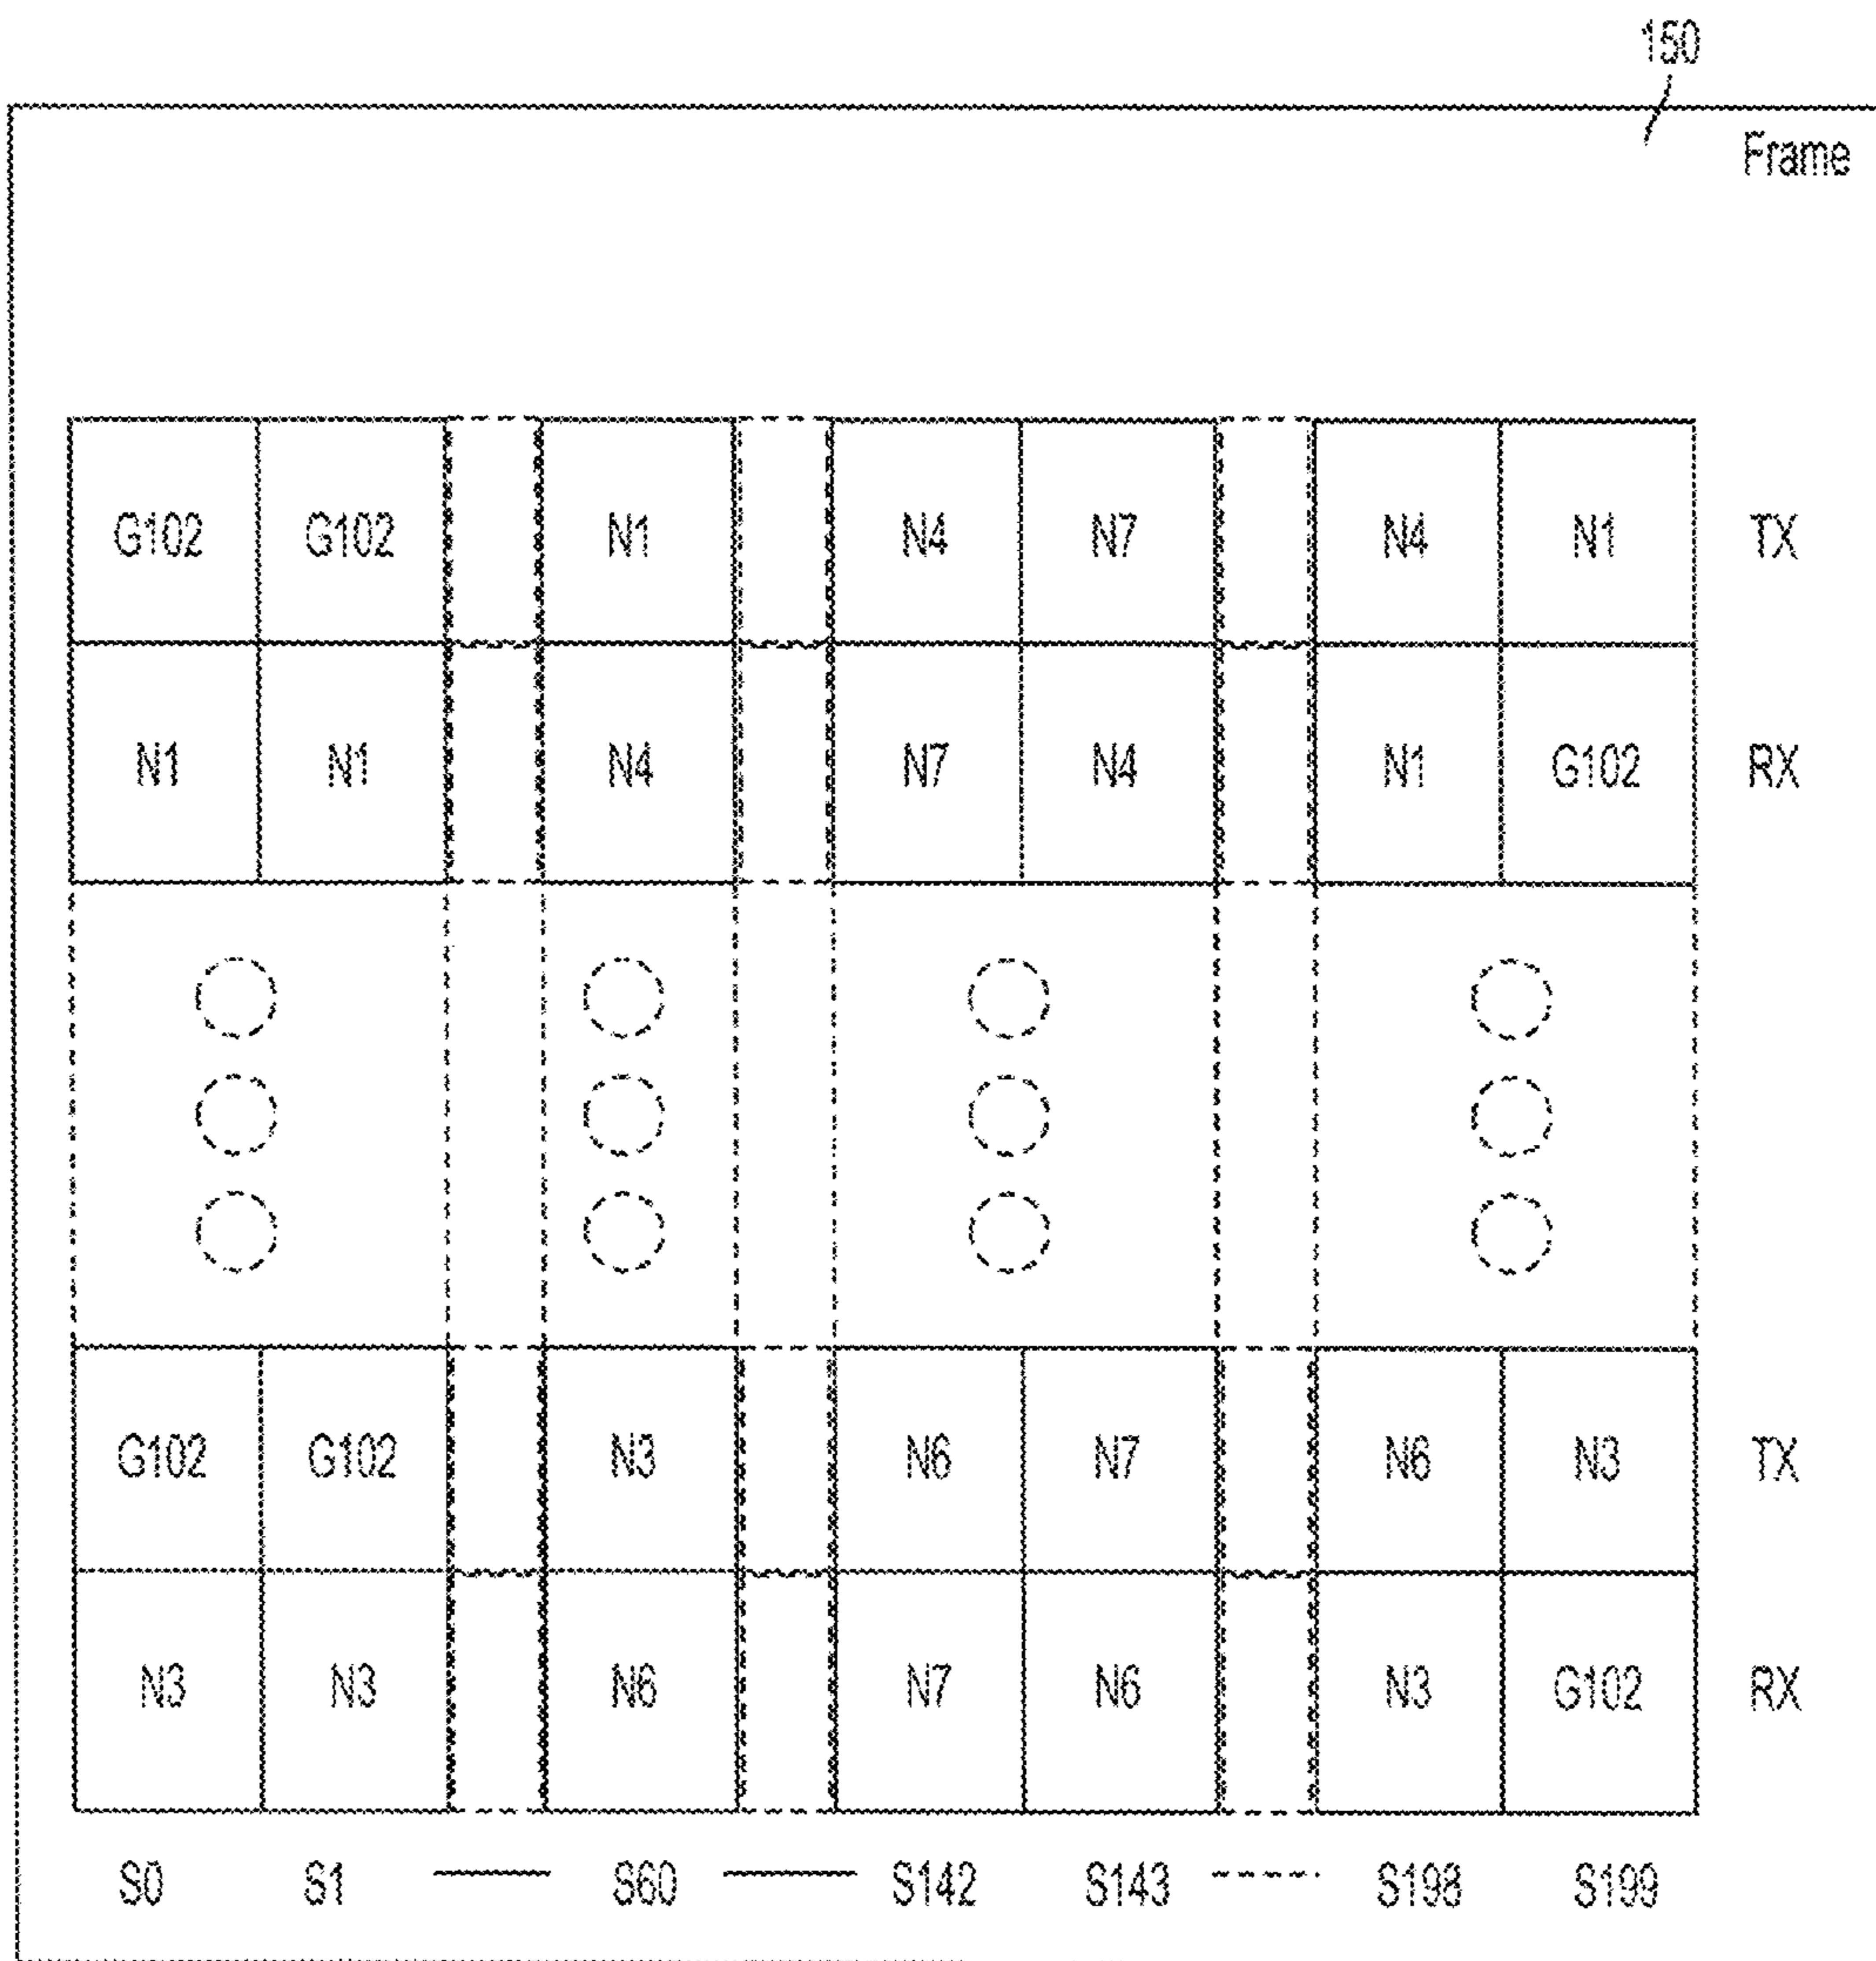 150
Frame
G102 G102 N1 N4 N7 N4 N1 TX
N1 N1 N4 N7 N4 N1 G102 RX
G102 G102 N3 N6 N7 N6 N3 TX
N3 N3 N6 N7 N6 N3 G102 RX
S0 S1 S60 S142 S143 S198 S199